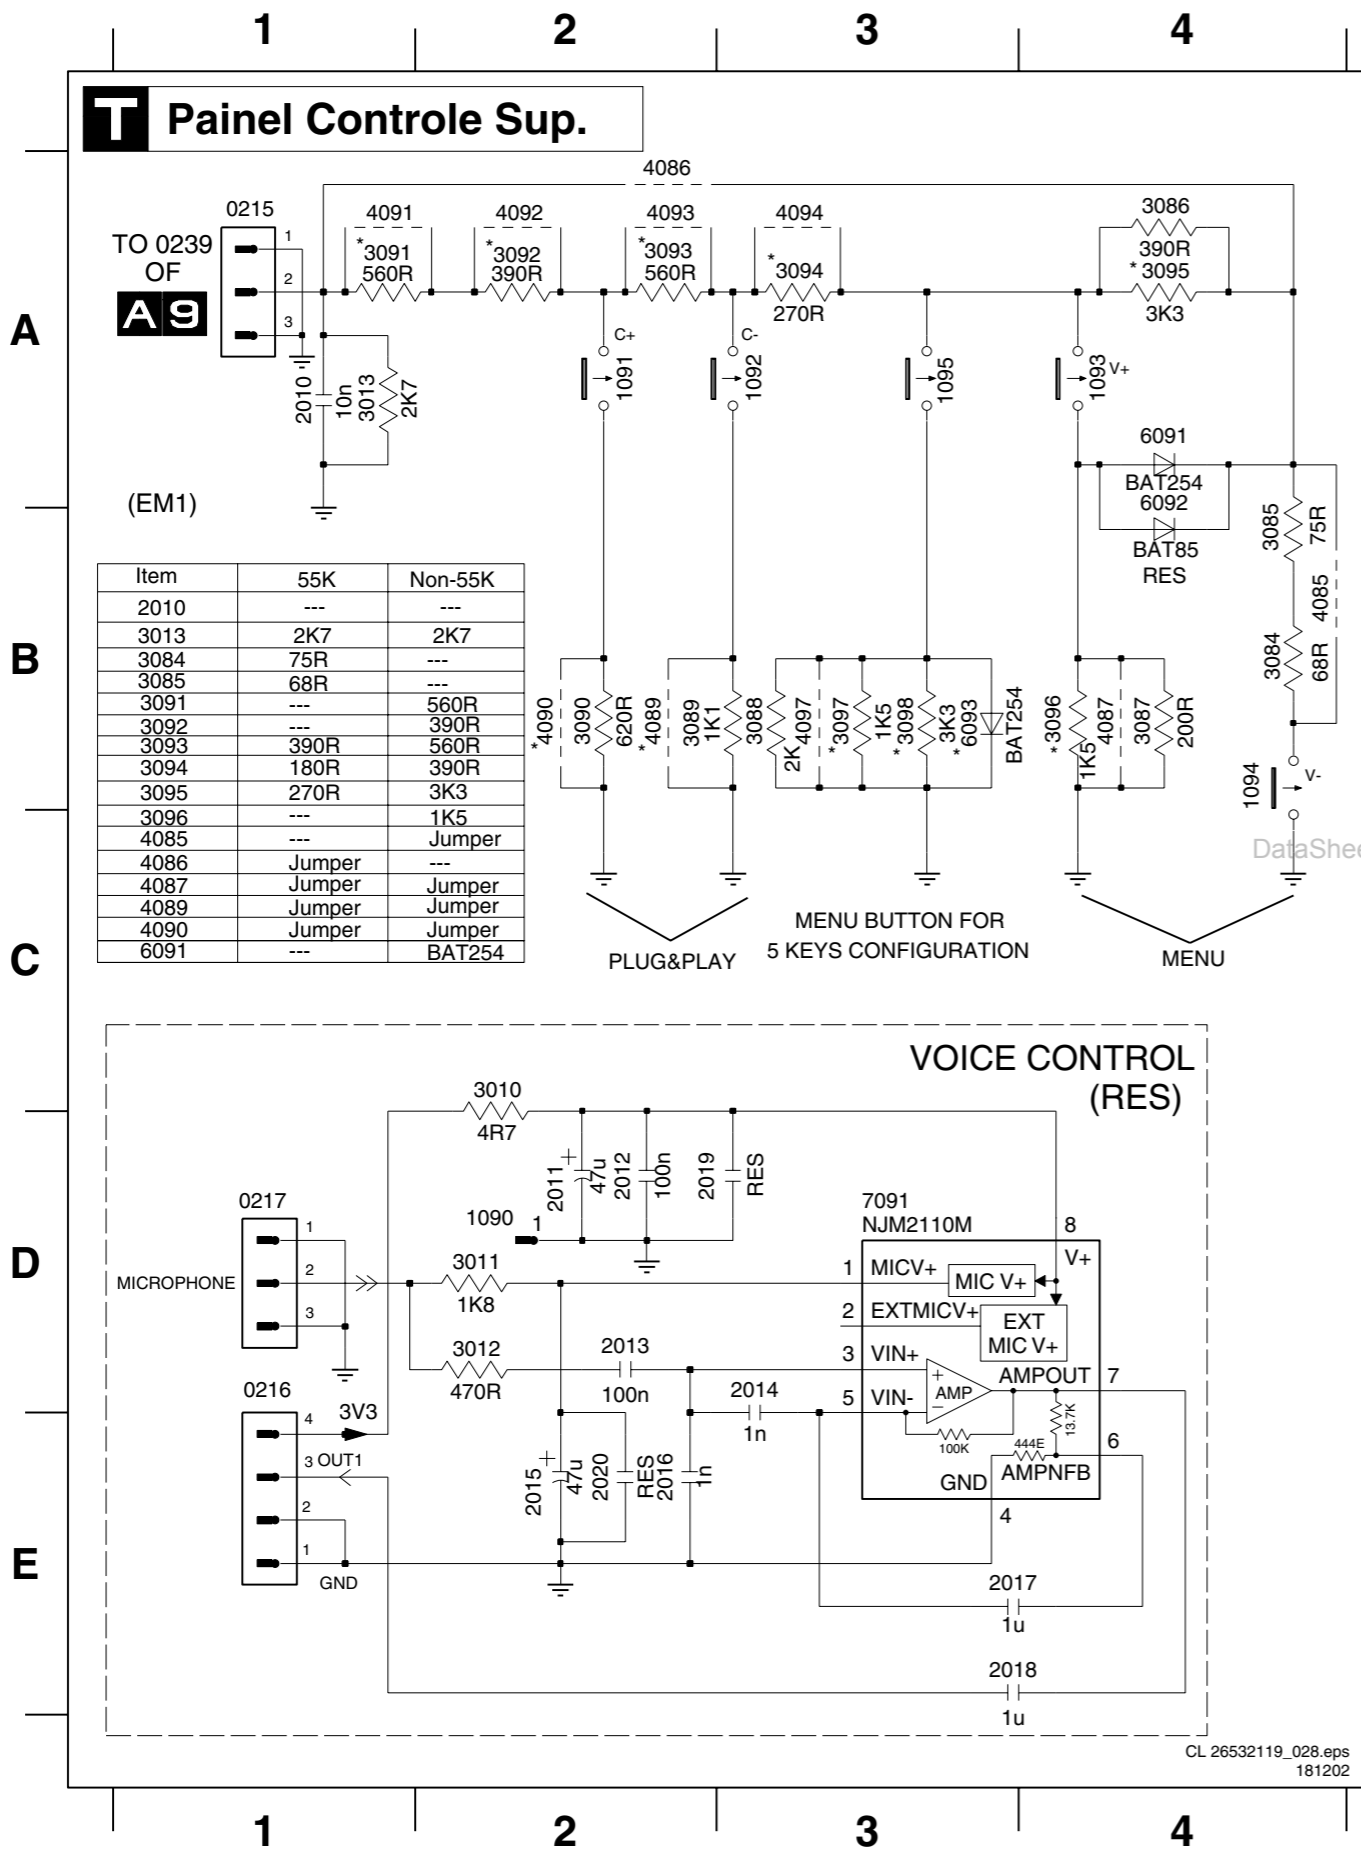 1 2 3 4
T Painel Controle Sup.
4086
0215
TO 0239
OF
A9
1
2
3
4091
*3091
560R
4092
*3092
390R
4093
*3093
560R
4094
*3094
270R
3086
390R
*3095
3K3
A
2010
10n
3013
2K7
C+
1091
C-
1092
1095
1093
V+
6091
BAT254
6092
BAT85
RES
3085
75R
4085
3084
68R
(EM1)
Item 55K Non-55K
2010 --- ---
3013 2K7 2K7
3084 75R ---
3085 68R ---
3091 --- 560R
3092 --- 390R
3093 390R 560R
3094 180R 390R
3095 270R 3K3
3096 --- 1K5
4085 --- Jumper
4086 Jumper ---
4087 Jumper Jumper
4089 Jumper Jumper
4090 Jumper Jumper
6091 --- BAT254
B
*4090
3090
620R
*4089
3089
1K1
3088
2K
4097
*3097
1K5
*3098
3K3
*6093
BAT254
*3096
1K5
4087
3087
200R
1094
V-
DataShee
C
PLUG&PLAY
MENU BUTTON FOR
5 KEYS CONFIGURATION
MENU
VOICE CONTROL
(RES)
3010
4R7
2011
+
47u
2012
100n
2019
RES
1090 1
0217
1
2
3
MICROPHONE
D
3011
1K8
3012
470R
2013
100n
2014
1n
7091
NJM2110M
8
V+
1 MICV+
MIC V+
2 EXTMICV+
EXT
MIC V+
3 VIN+
5 VIN-
+
AMP
−
AMPOUT
7
100K
13.7K
444E
6
AMPNFB
GND
4
0216
4
3V3
3 OUT1
2
1
GND
2015
+
47u
2020
RES
2016
1n
E
2017
1u
2018
1u
CL 26532119_028.eps
181202
1 2 3 4